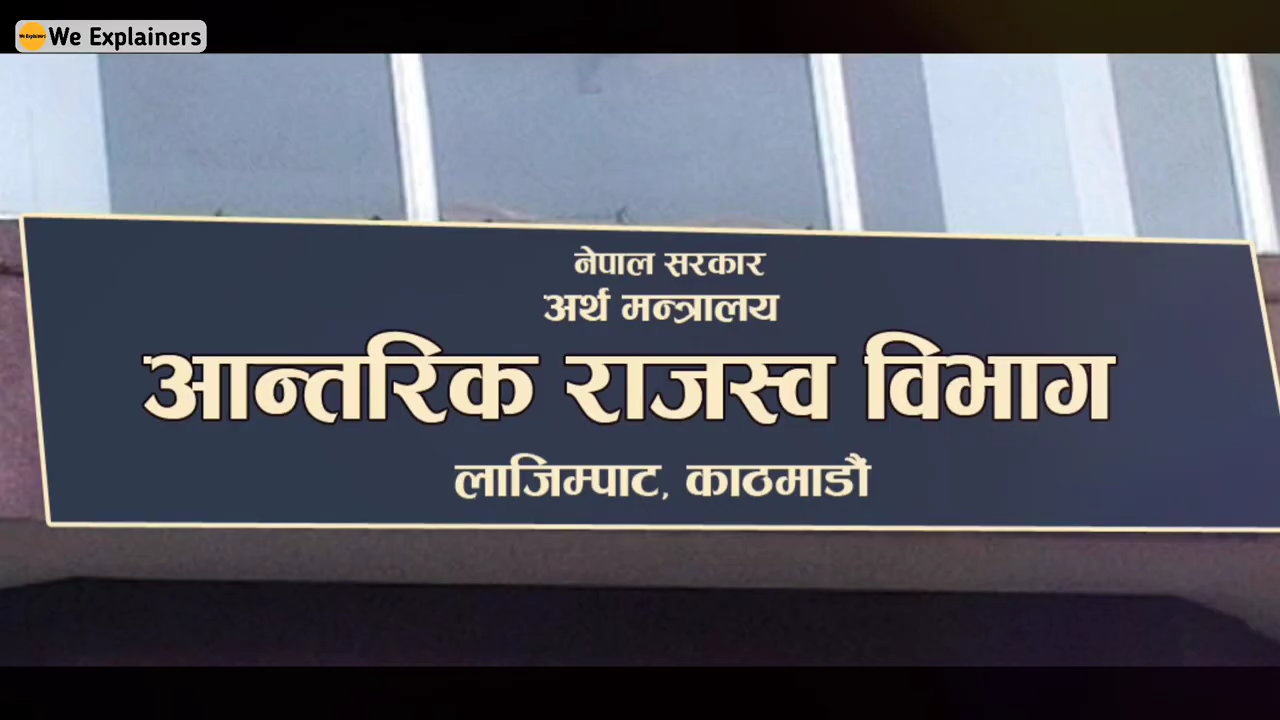 We Explainers
नेपाल सरकार
अर्थ मन्त्रालय
आन्तरिक राजस्व विभाग
लाजिम्पाट, काठमाडौं